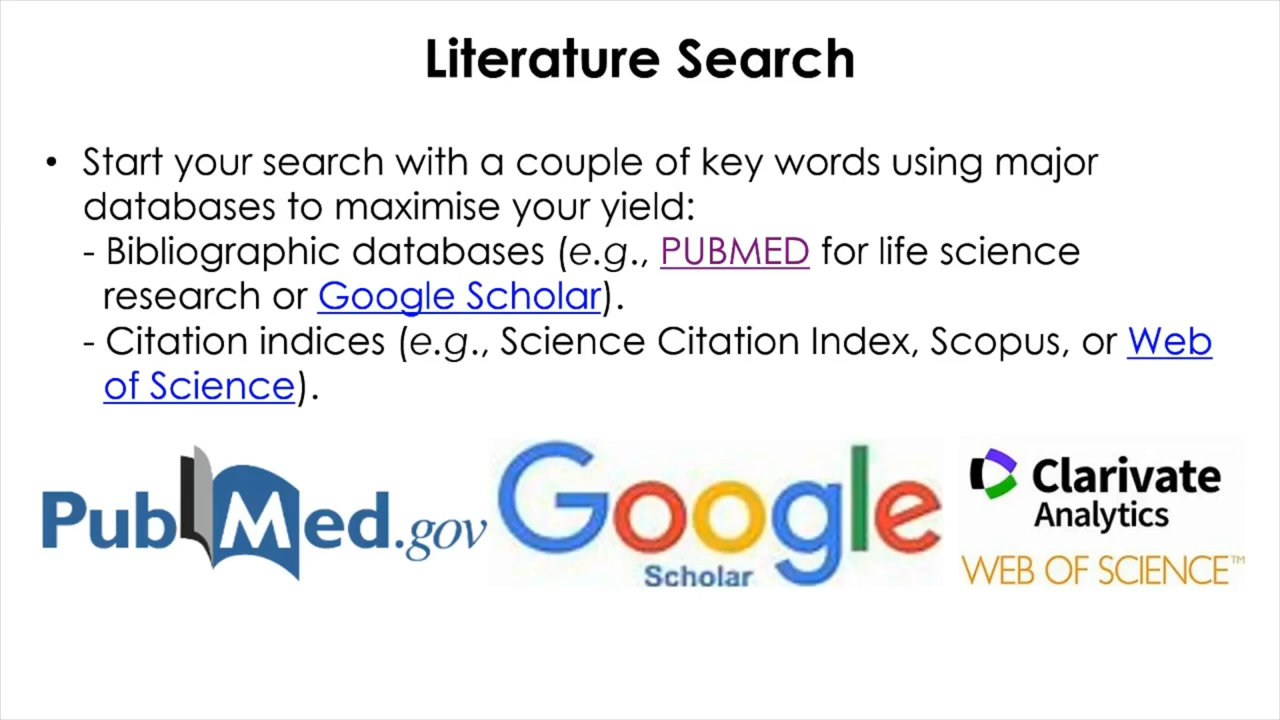 Literature Search
• Start your search with a couple of key words using major
databases to maximise your yield:
- Bibliographic databases (e.g., PUBMED for life science
research or Google Scholar).
- Citation indices (e.g., Science Citation Index, Scopus, or Web
of Science).
PubMed.gov
Google
Scholar
Clarivate
Analytics
WEB OF SCIENCE™